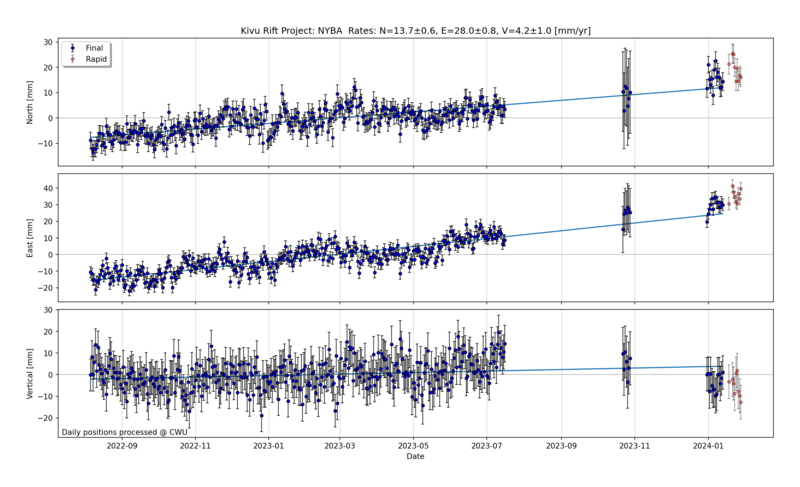 Kivu Rift Project: NYBA Rates: N=13.7±0.6, E=28.0±0.8, V=4.2±1.0 [mm/yr]
Final
Rapid
North [mm]
30
20
10
0
−10
East [mm]
40
30
20
10
0
−10
−20
Vertical [mm]
30
20
10
0
−10
−20
Daily positions processed @ CWU
2022-09 2022-11 2023-01 2023-03 2023-05 2023-07 2023-09 2023-11 2024-01
Date